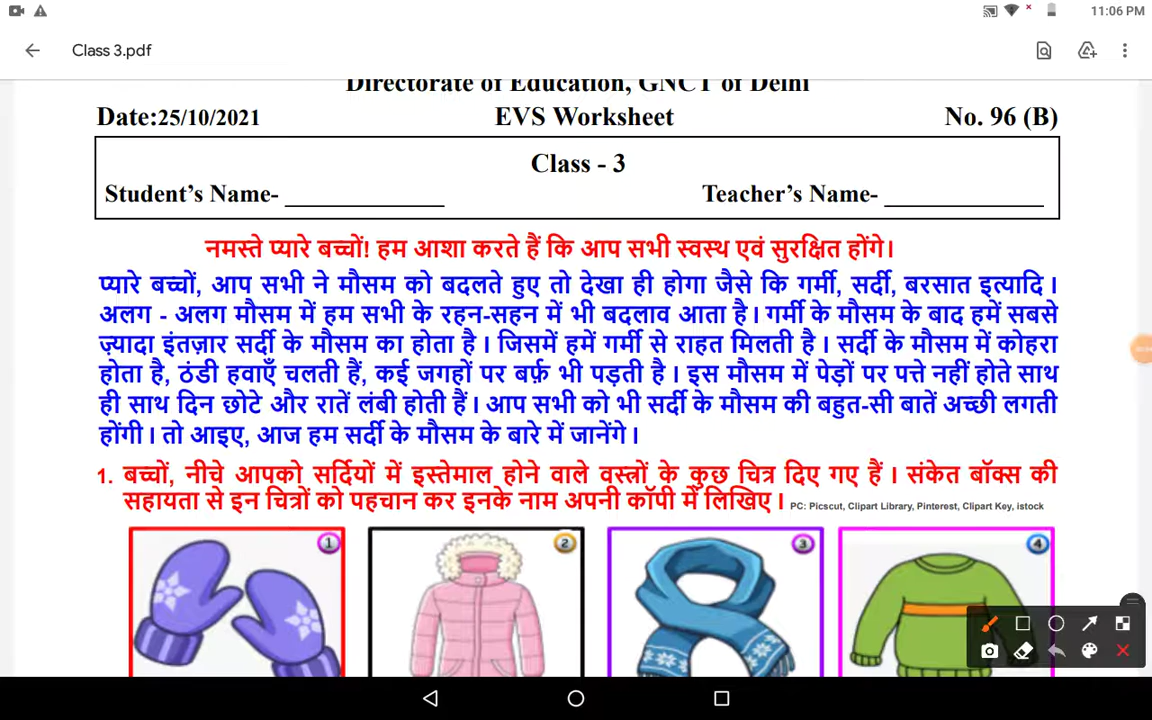 11:06 PM
Class 3.pdf
Directorate of Education, GNCT of Delhi
Date:25/10/2021 EVS Worksheet No. 96 (B)
Class - 3
Student's Name- ______________ Teacher's Name- ______________
नमस्ते प्यारे बच्चों! हम आशा करते हैं कि आप सभी स्वस्थ एवं सुरक्षित होंगे।
प्यारे बच्चों, आप सभी ने मौसम को बदलते हुए तो देखा ही होगा जैसे कि गर्मी, सर्दी, बरसात इत्यादि ।
अलग - अलग मौसम में हम सभी के रहन-सहन में भी बदलाव आता है । गर्मी के मौसम के बाद हमें सबसे
ज़्यादा इंतज़ार सर्दी के मौसम का होता है । जिसमें हमें गर्मी से राहत मिलती है । सर्दी के मौसम में कोहरा
होता है, ठंडी हवाएँ चलती हैं, कई जगहों पर बर्फ़ भी पड़ती है । इस मौसम में पेड़ों पर पत्ते नहीं होते साथ
ही साथ दिन छोटे और रातें लंबी होती हैं । आप सभी को भी सर्दी के मौसम की बहुत-सी बातें अच्छी लगती
होंगी । तो आइए, आज हम सर्दी के मौसम के बारे में जानेंगे ।
1. बच्चों, नीचे आपको सर्दियों में इस्तेमाल होने वाले वस्त्रों के कुछ चित्र दिए गए हैं । संकेत बॉक्स की
सहायता से इन चित्रों को पहचान कर इनके नाम अपनी कॉपी में लिखिए । PC: Picscut, Clipart Library, Pinterest, Clipart Key, istock
1 2 3 4